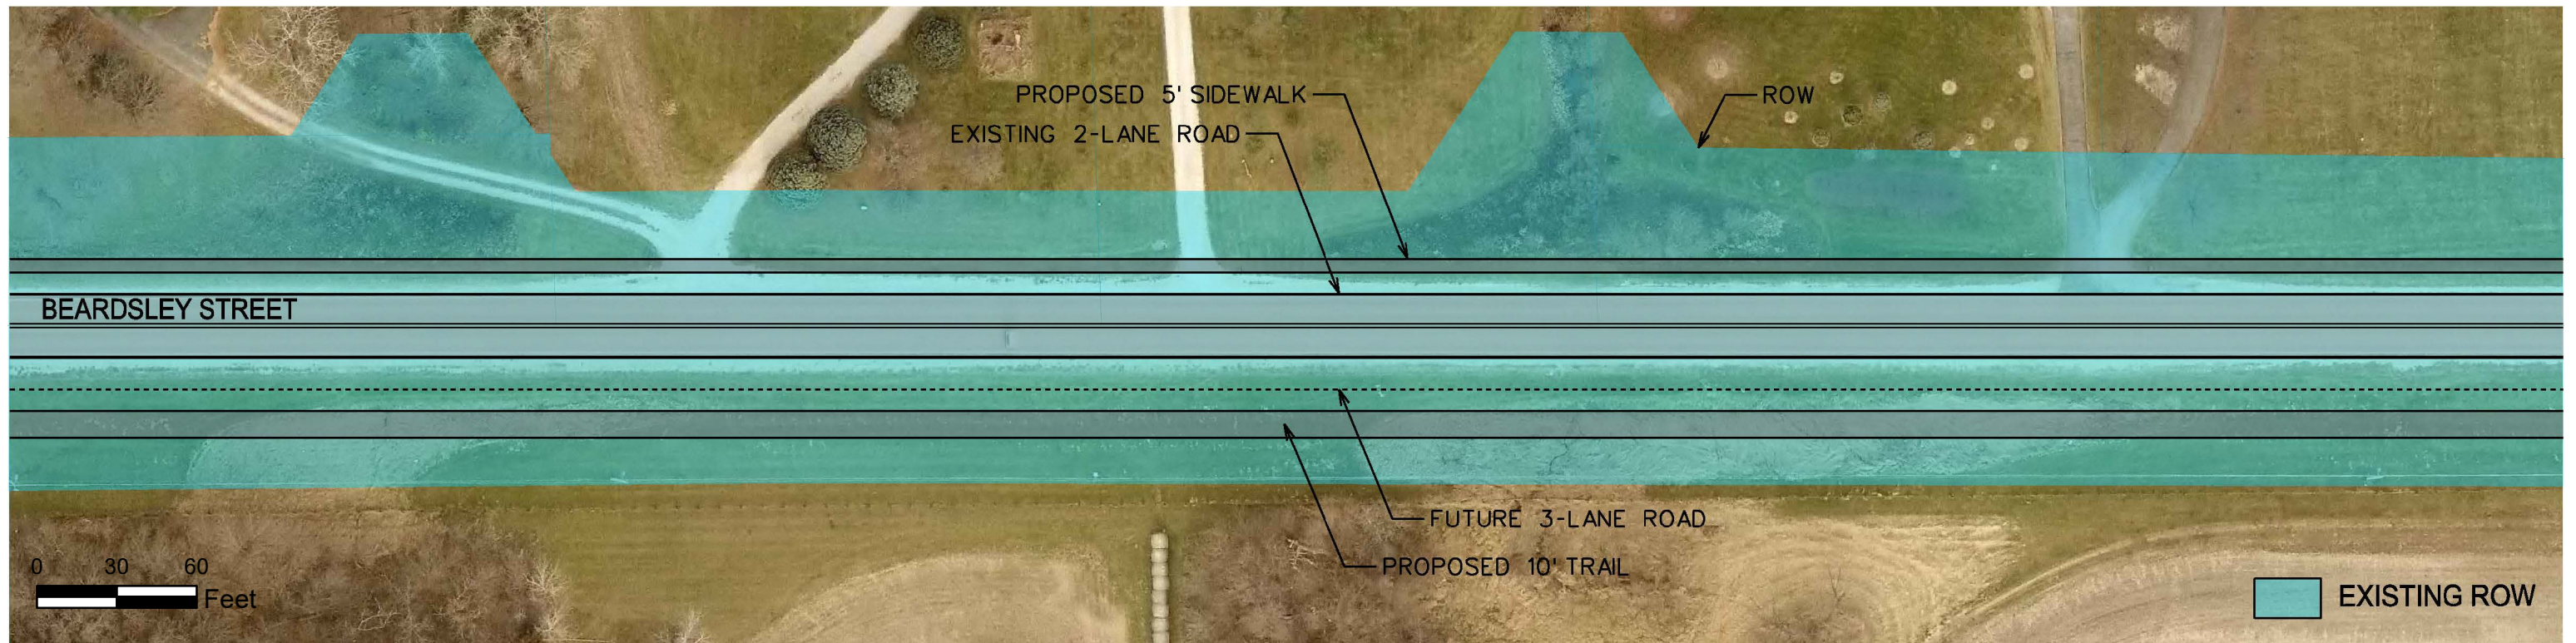 PROPOSED 5' SIDEWALK
ROW
EXISTING 2-LANE ROAD
BEARDSLEY STREET
FUTURE 3-LANE ROAD
PROPOSED 10' TRAIL
0 30 60
Feet
EXISTING ROW